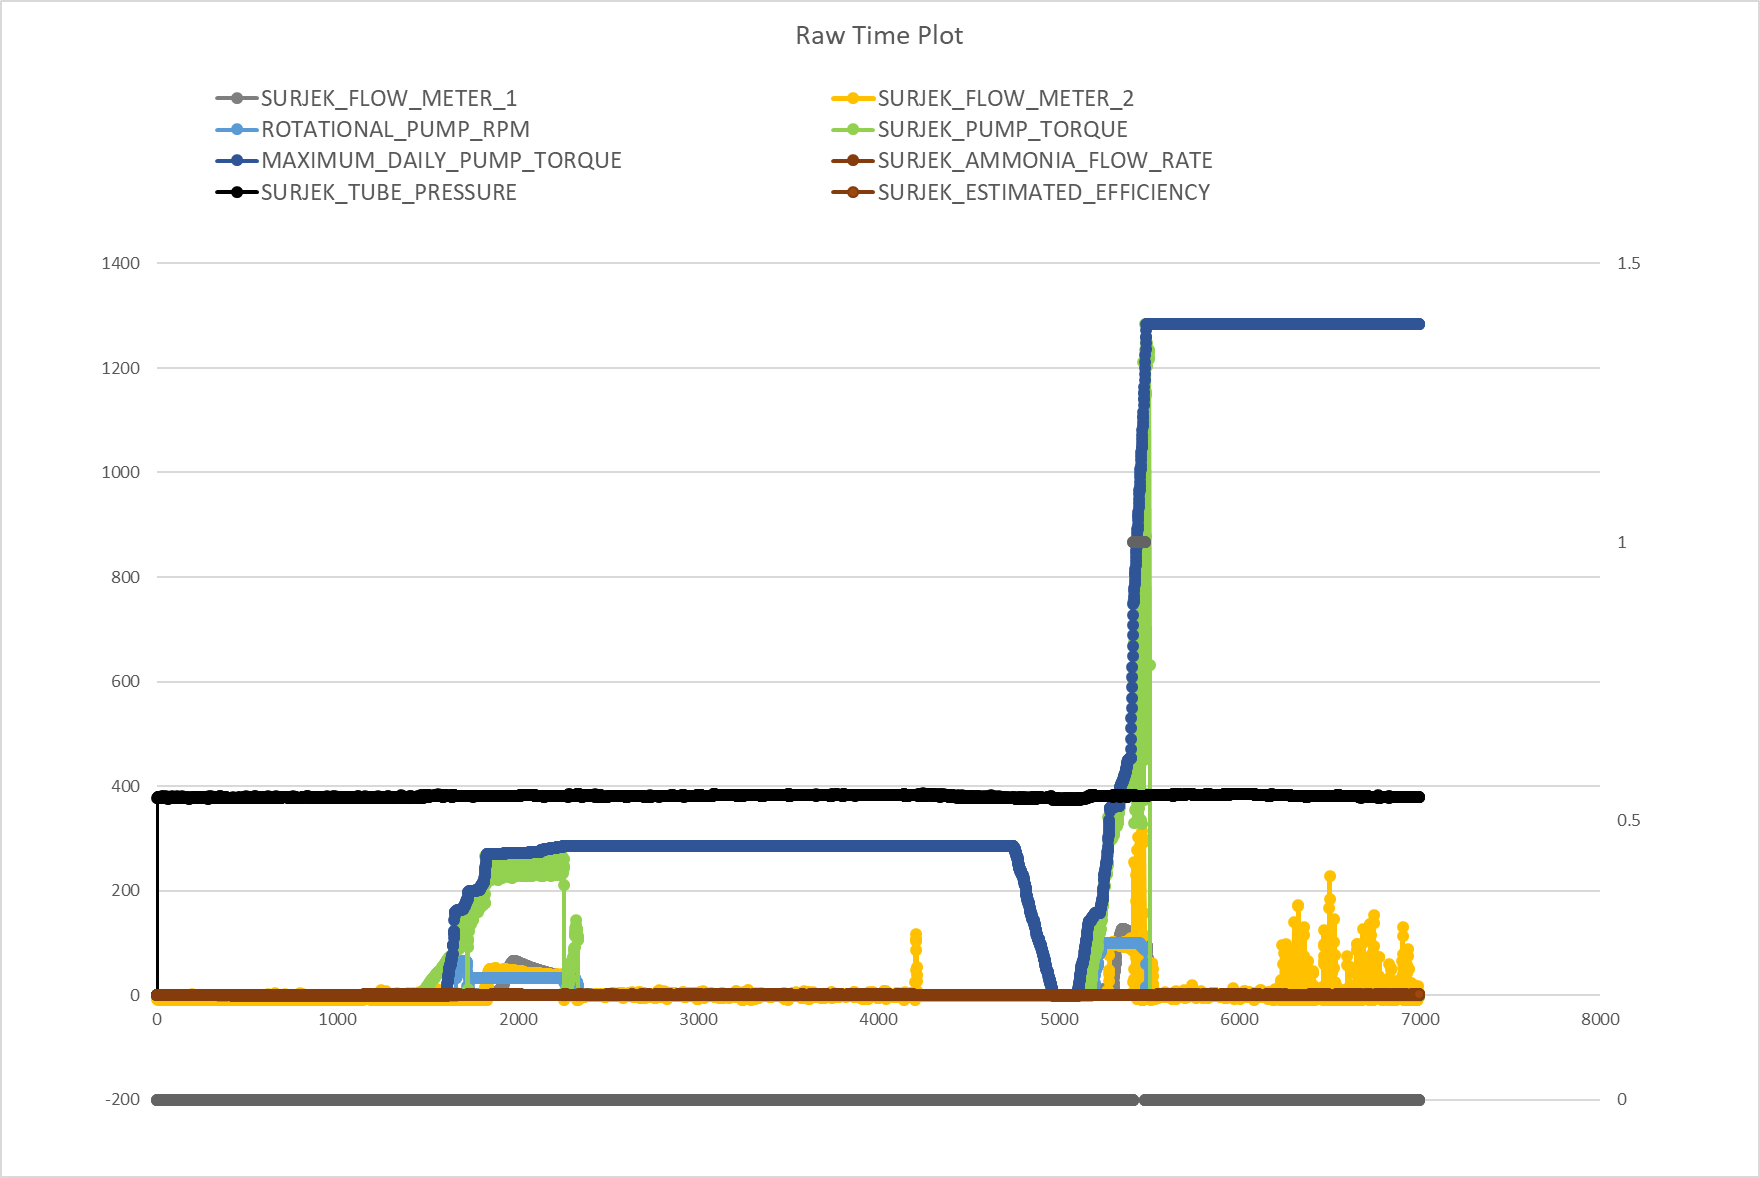 Raw Time Plot
SURJEK_FLOW_METER_1 SURJEK_FLOW_METER_2
ROTATIONAL_PUMP_RPM SURJEK_PUMP_TORQUE
MAXIMUM_DAILY_PUMP_TORQUE SURJEK_AMMONIA_FLOW_RATE
SURJEK_TUBE_PRESSURE SURJEK_ESTIMATED_EFFICIENCY
1400 1.5
1200
1000
1
800
600
400
0.5
200
0
0 1000 2000 3000 4000 5000 6000 7000 8000
-200 0